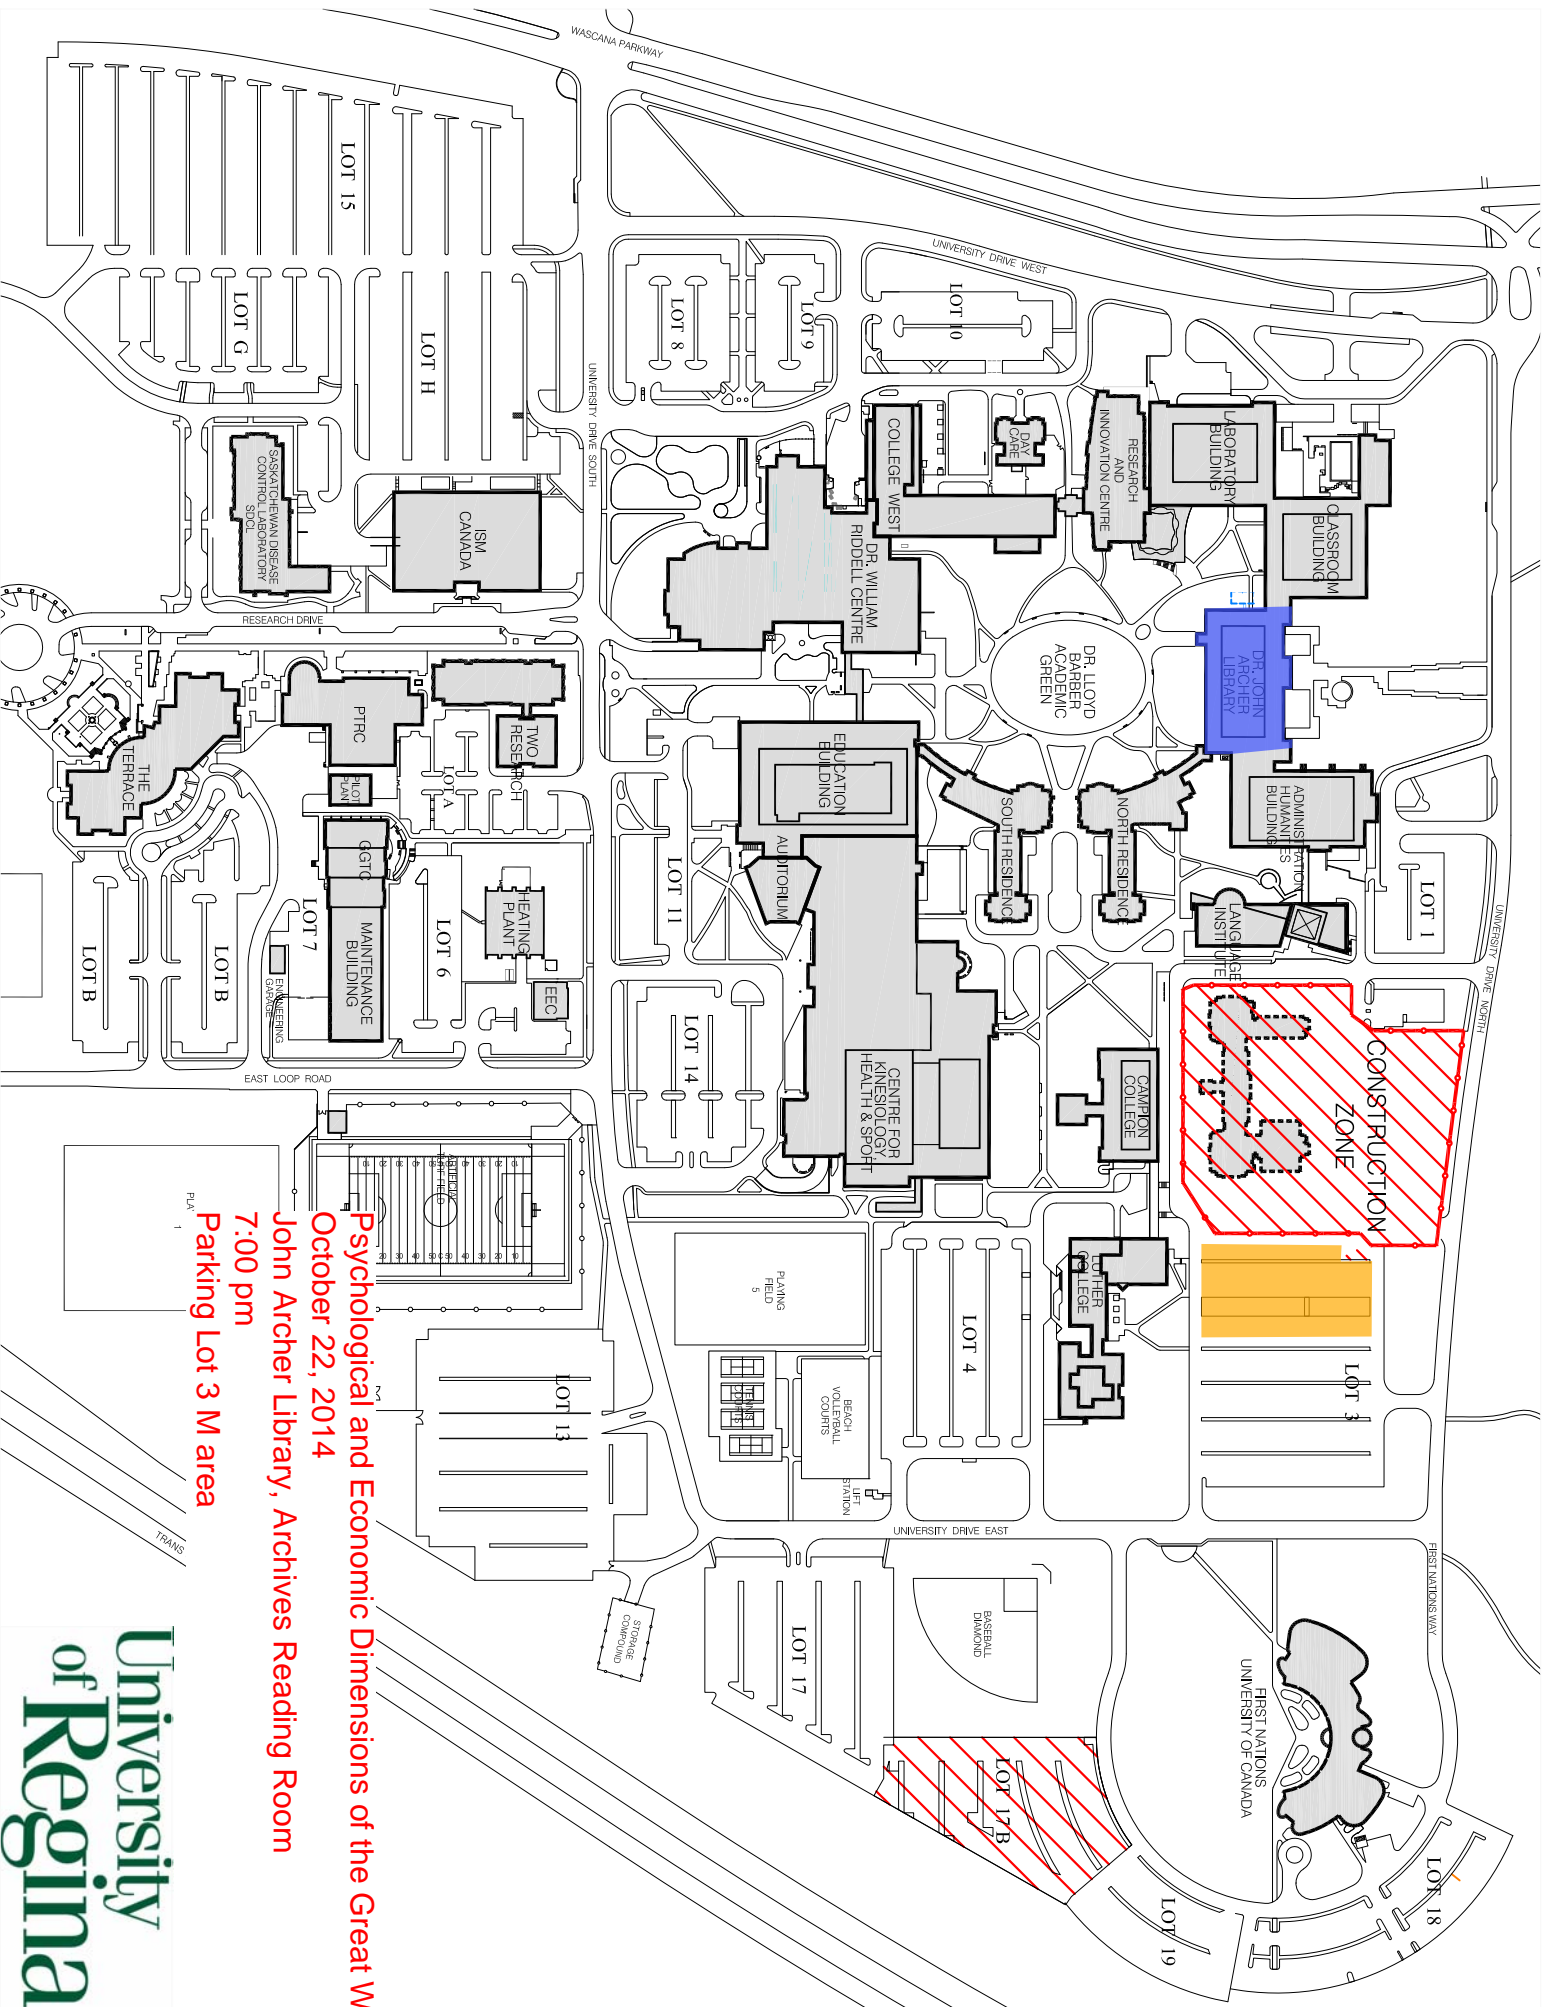 WASCANA PARKWAY
UNIVERSITY DRIVE WEST
LOT 15
LOT G
LOT H
LOT 8
LOT 9
LOT 10
UNIVERSITY DRIVE SOUTH
SASKATCHEWAN DISEASE
CONTROL LABORATORY
SDCL
ISM
CANADA
COLLEGE WEST
DAY
CARE
RESEARCH
AND
INNOVATION CENTRE
LABORATORY
BUILDING
CLASSROOM
BUILDING
DR. WILLIAM
RIDDELL CENTRE
RESEARCH DRIVE
DR. LLOYD
BARBER
ACADEMIC
GREEN
DR. JOHN
ARCHER
LIBRARY
THE
TERRACE
PTRC
TWO
RESEARCH
PILOT
PLANT
LOT A
EDUCATION
BUILDING
AUDITORIUM
SOUTH RESIDENCE
NORTH RESIDENCE
ADMINISTRATION
HUMANITIES
BUILDING
LANGUAGE
INSTITUTE
LOT 1
UNIVERSITY DRIVE NORTH
GGTC
MAINTENANCE
BUILDING
HEATING
PLANT
LOT 11
LOT 6
LOT 7
LOT B
LOT B
ENGINEERING
GARAGE
EEC
LOT 14
CENTRE FOR
KINESIOLOGY,
HEALTH & SPORT
CAMPION
COLLEGE
CONSTRUCTION
ZONE
EAST LOOP ROAD
ARTIFICIAL
TURF FIELD
PLAYING
FIELD
5
LUTHER
COLLEGE
LOT 4
LOT 3
LOT 13
TENNIS
COURTS
BEACH
VOLLEYBALL
COURTS
LIFT
STATION
UNIVERSITY DRIVE EAST
FIRST NATIONS WAY
TRANS
STORAGE
COMPOUND
LOT 17
BASEBALL
DIAMOND
LOT 17 B
FIRST NATIONS
UNIVERSITY OF CANADA
LOT 18
LOT 19
Psychological and Economic Dimensions of the Great W
October 22, 2014
John Archer Library, Archives Reading Room
7:00 pm
Parking Lot 3 M area
University
of Regina